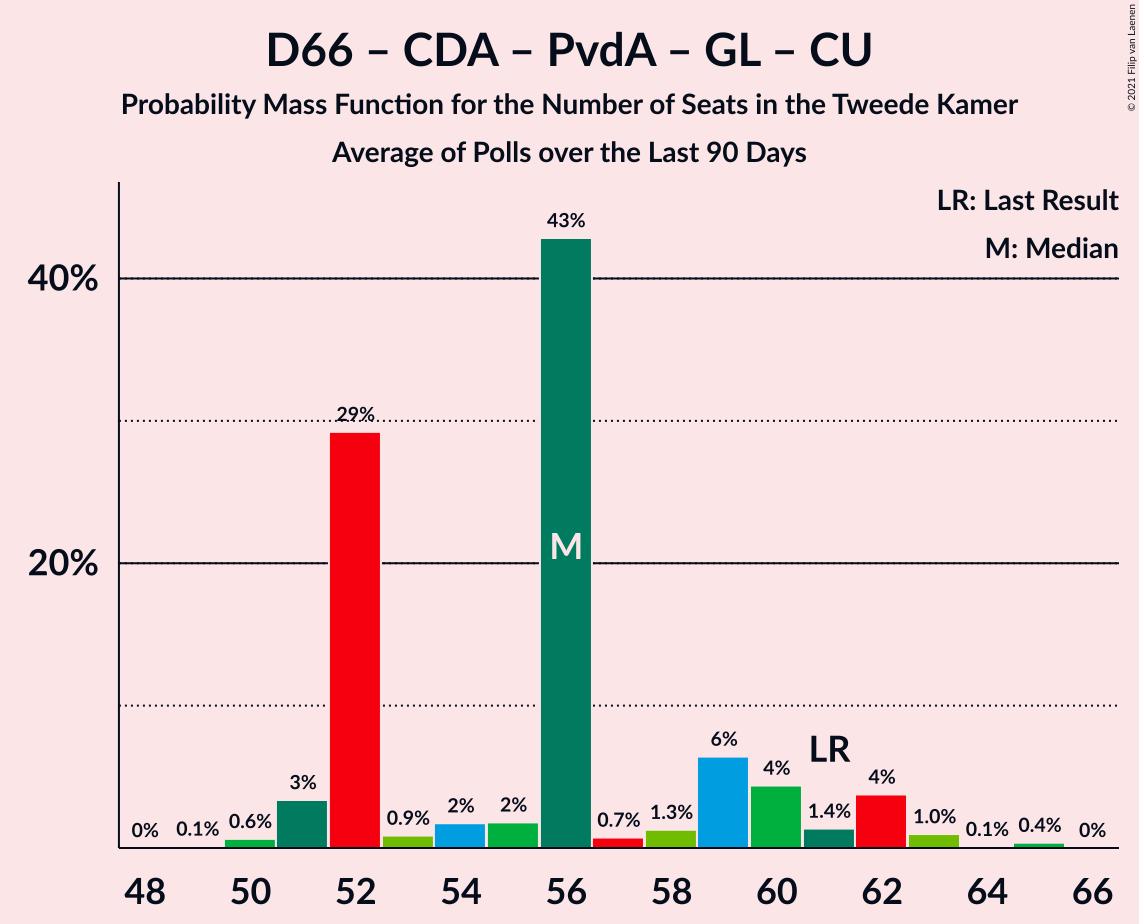 D66 – CDA – PvdA – GL – CU
Probability Mass Function for the Number of Seats in the Tweede Kamer
Average of Polls over the Last 90 Days
© 2021 Filip van Laenen
LR: Last Result
M: Median
40%
20%
0%
0.1%
0.6%
3%
29%
0.9%
2%
2%
43%
M
0.7%
1.3%
6%
4%
LR
1.4%
4%
1.0%
0.1%
0.4%
0%
48 50 52 54 56 58 60 62 64 66